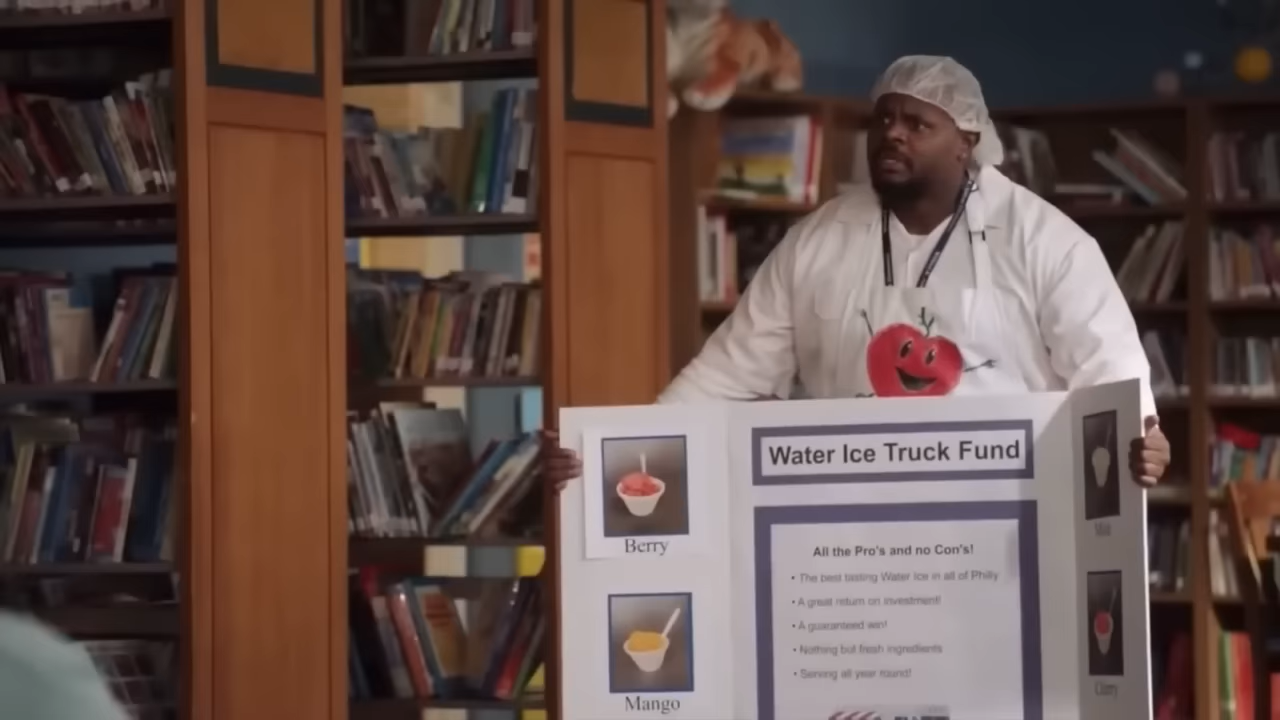 Water Ice Truck Fund
Berry
Mango
All the Pro's and no Con's!
• The best tasting Water Ice in all of Philly
• A great return on investment!
• A guaranteed win!
• Nothing but fresh ingredients
• Serving all year round!
Cherry